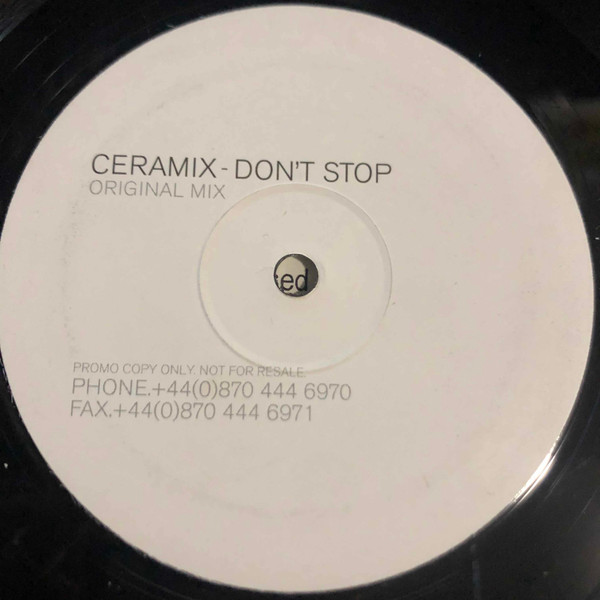 CERAMIX - DON'T STOP
ORIGINAL MIX
PROMO COPY ONLY. NOT FOR RESALE.
PHONE.+44(0)870 444 6970
FAX.+44(0)870 444 6971